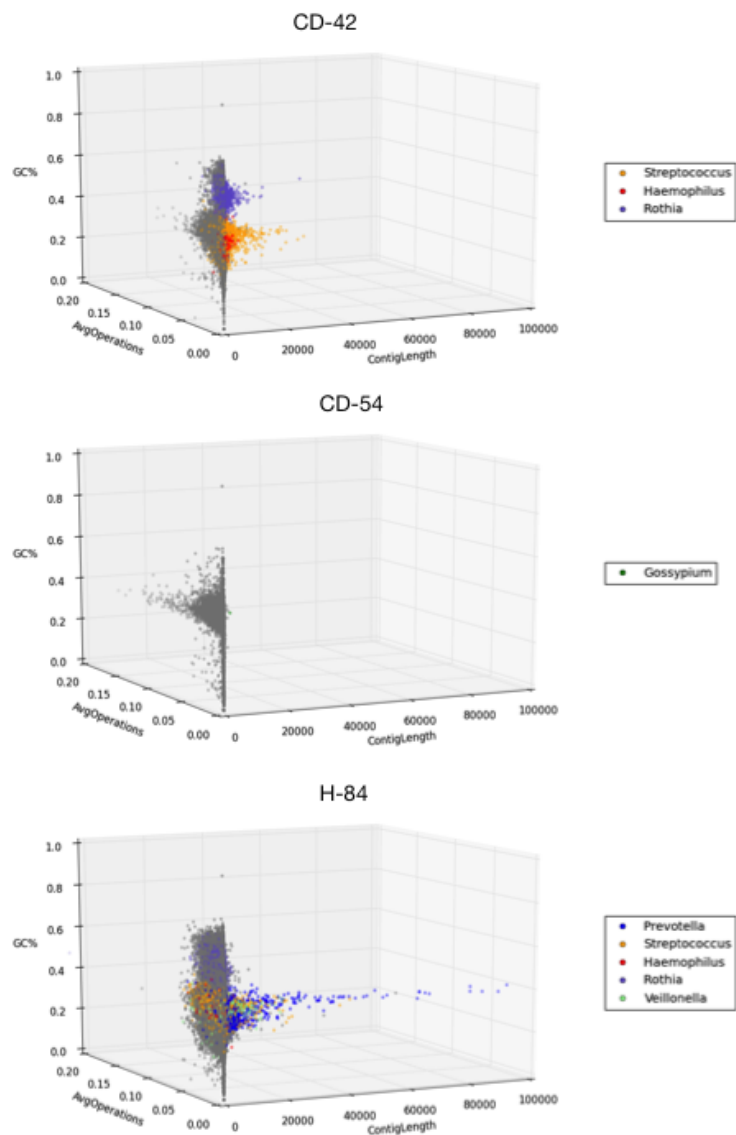 CD-42
1.0
0.8
0.6
GC%
0.4
0.2
0.0
0.20
0.15
0.10
0.05
0.00
AvgOperations
0
20000
40000
60000
80000
100000
ContigLength
Streptococcus
Haemophilus
Rothia
CD-54
1.0
0.8
0.6
GC%
0.4
0.2
0.0
0.20
0.15
0.10
0.05
0.00
AvgOperations
0
20000
40000
60000
80000
100000
ContigLength
Gossypium
H-84
1.0
0.8
0.6
GC%
0.4
0.2
0.0
0.20
0.15
0.10
0.05
0.00
AvgOperations
0
20000
40000
60000
80000
100000
ContigLength
Prevotella
Streptococcus
Haemophilus
Rothia
Veillonella